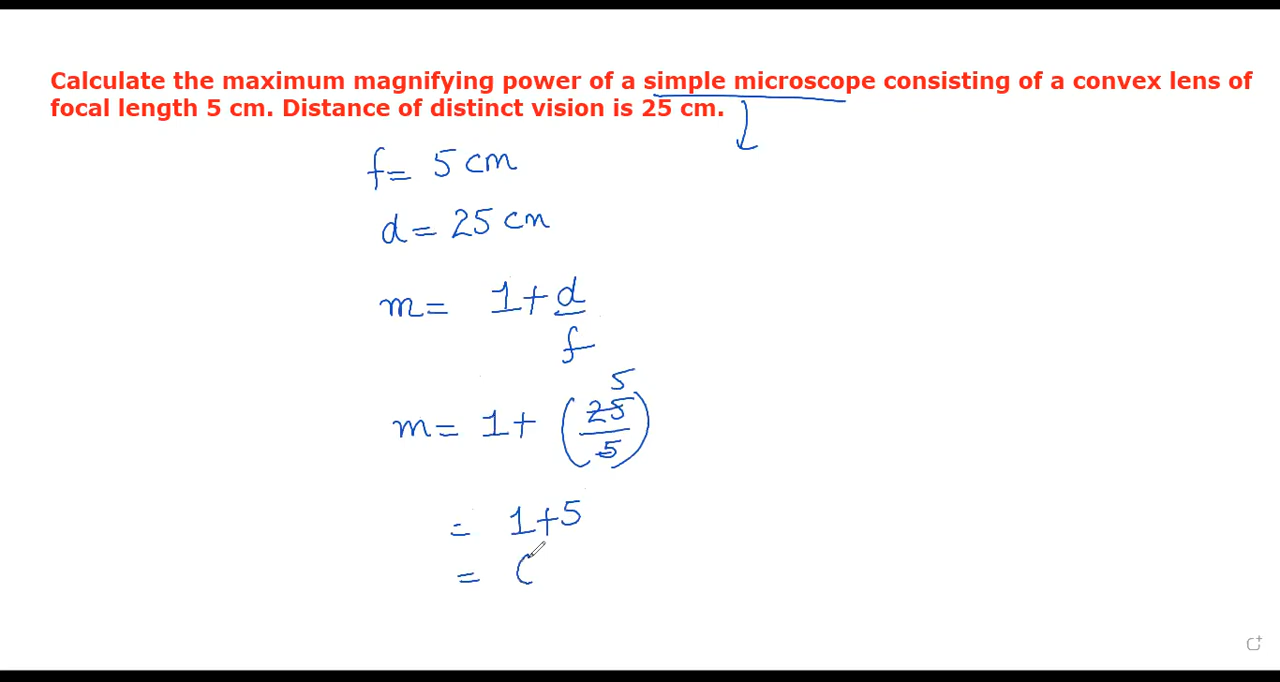 Calculate the maximum magnifying power of a simple microscope consisting of a convex lens of
focal length 5 cm. Distance of distinct vision is 25 cm.
f= 5 cm
d= 25 cm
m= 1+ d/f
5
m= 1+ (25/5)
= 1+5
=